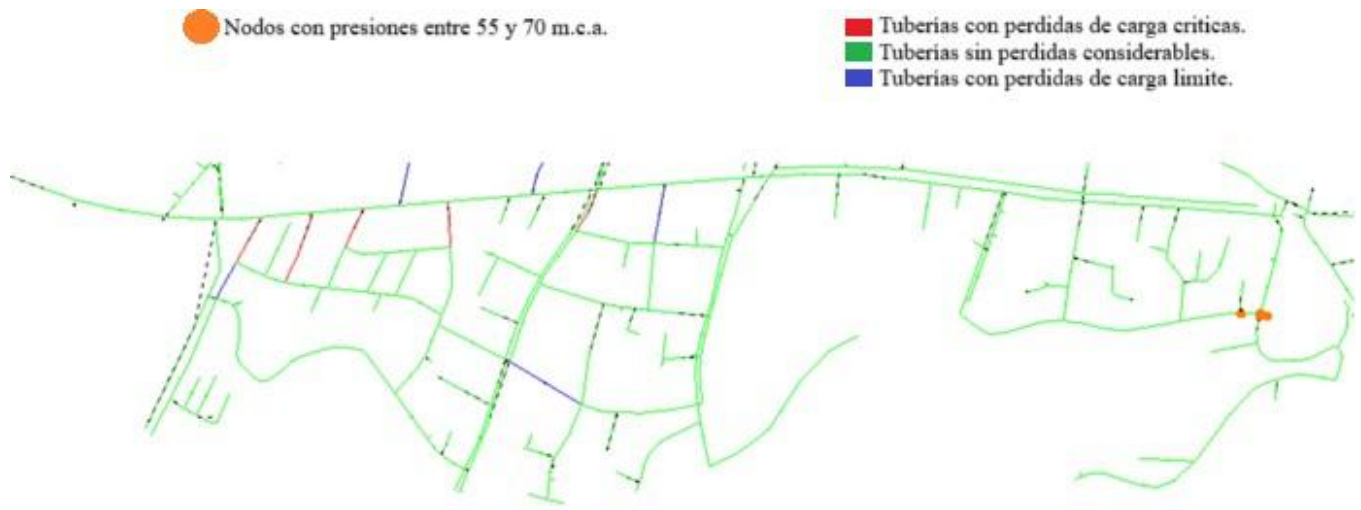 Nodos con presiones entre 55 y 70 m.c.a.
Tuberías con perdidas de carga criticas.
Tuberías sin perdidas considerables.
Tuberías con perdidas de carga limite.